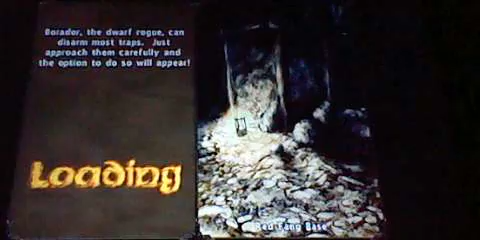 Borador, the dwarf rogue, can
disarm most traps. Just
approach them carefully and
the option to do so will appear!
Loading
Red Fang Base